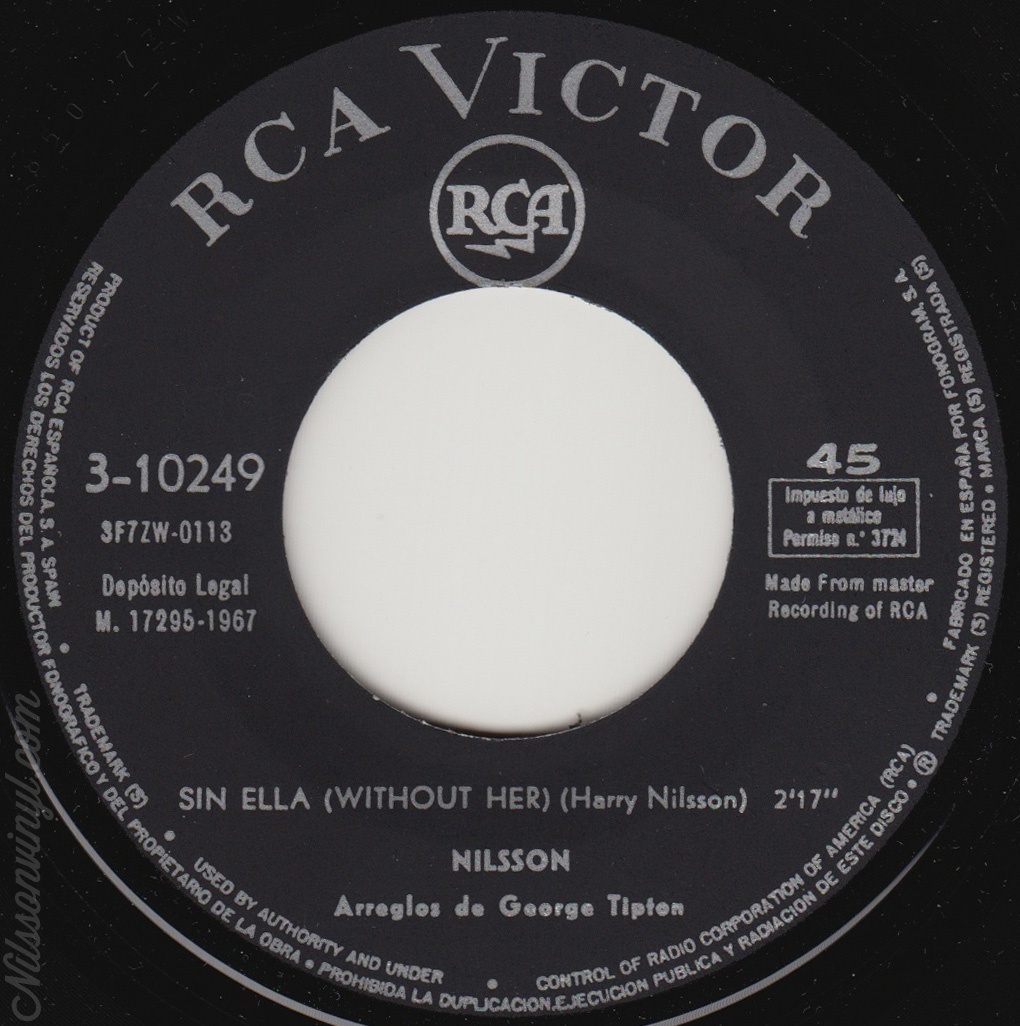 RCA VICTOR
RCA
3-10249
3F7ZW-0113
Depósito Legal
M. 17295-1967
45
Impuesto de lujo
a metálico
Permiso n.° 3724
Made From master
Recording of RCA
SIN ELLA (WITHOUT HER) (Harry Nilsson) 2'17"
NILSSON
Arreglos de George Tipton
PRODUCT OF RCA ESPAÑOLA, S. A. SPAIN • TRADEMARK (S) • USED BY AUTHORITY AND UNDER • CONTROL OF RADIO CORPORATION OF AMERICA (RCA) • FABRICADO EN ESPAÑA POR FONOGRAM, S. A.
RESERVADOS LOS DERECHOS DEL PRODUCTOR FONOGRAFICO Y DEL PROPIETARIO DE LA OBRA • PROHIBIDA LA DUPLICACION, EJECUCION PUBLICA Y RADIACION DE ESTE DISCO • ® TRADEMARK (S) REGISTERED • MARCA (S) REGISTRADA (S)
Nilssonvinyl.com